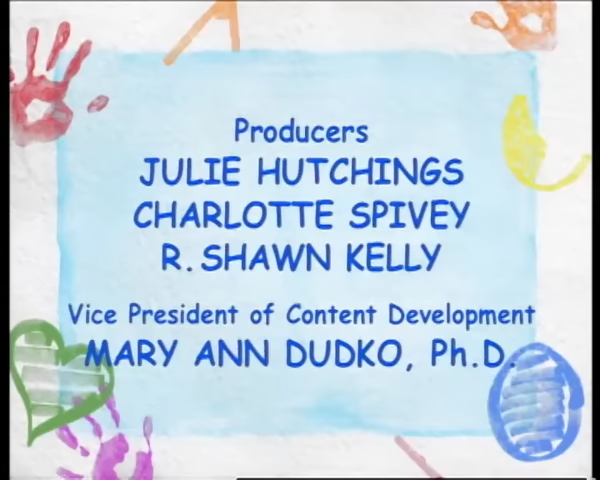 Producers
JULIE HUTCHINGS
CHARLOTTE SPIVEY
R. SHAWN KELLY
Vice President of Content Development
MARY ANN DUDKO, Ph.D.